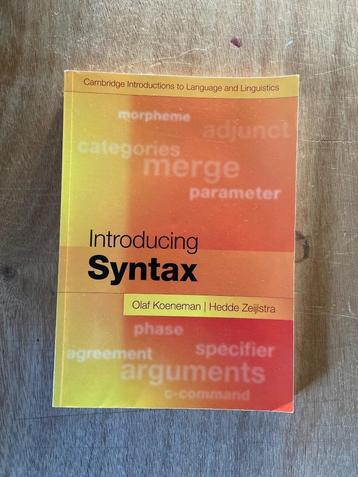 Cambridge Introductions to Language and Linguistics
morpheme
adjunct
categories
merge
parameter
Introducing
Syntax
Olaf Koeneman | Hedde Zeijlstra
phase
specifier
agreement
arguments
c-command